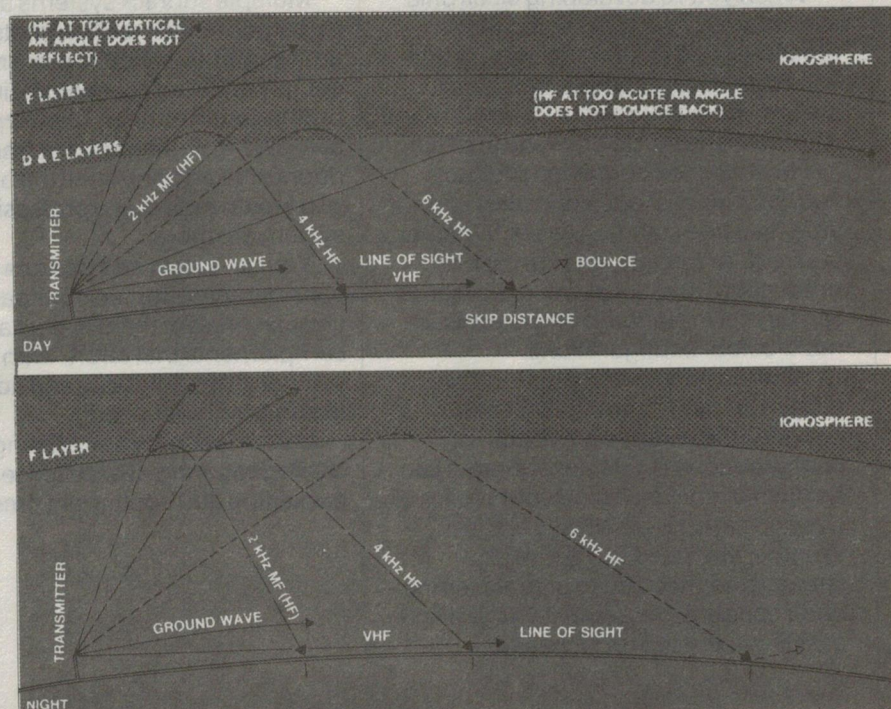 (HF AT TOO VERTICAL
AN ANGLE DOES NOT
REFLECT)
IONOSPHERE
F LAYER
(HF AT TOO ACUTE AN ANGLE
DOES NOT BOUNCE BACK)
D & E LAYERS
2 kHz MF (HF)
4 kHz HF
6 kHz HF
TRANSMITTER
GROUND WAVE
LINE OF SIGHT
VHF
BOUNCE
SKIP DISTANCE
DAY
IONOSPHERE
F LAYER
2 kHz MF (HF)
4 kHz HF
6 kHz HF
TRANSMITTER
GROUND WAVE
VHF
LINE OF SIGHT
NIGHT